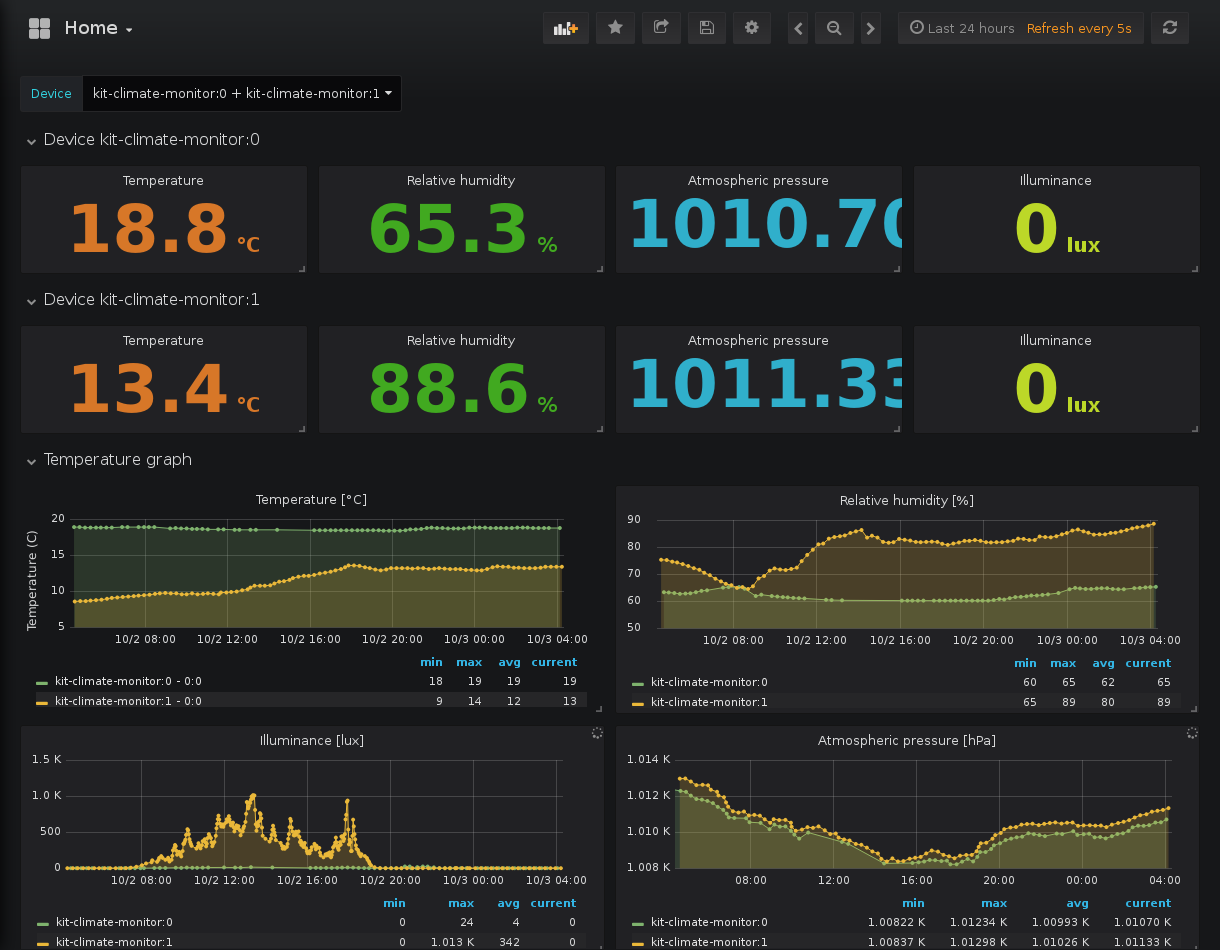 Home
Last 24 hours Refresh every 5s
Device kit-climate-monitor:0 + kit-climate-monitor:1
Device kit-climate-monitor:0
Temperature Relative humidity Atmospheric pressure Illuminance
18.8 °C 65.3 % 1010.70 0 lux
Device kit-climate-monitor:1
Temperature Relative humidity Atmospheric pressure Illuminance
13.4 °C 88.6 % 1011.33 0 lux
Temperature graph
Temperature [°C]
Temperature (C)
20
15
10
5
10/2 08:00 10/2 12:00 10/2 16:00 10/2 20:00 10/3 00:00 10/3 04:00
min max avg current
kit-climate-monitor:0 - 0:0 18 19 19 19
kit-climate-monitor:1 - 0:0 9 14 12 13
Relative humidity [%]
90
80
70
60
50
10/2 08:00 10/2 12:00 10/2 16:00 10/2 20:00 10/3 00:00 10/3 04:00
min max avg current
kit-climate-monitor:0 60 65 62 65
kit-climate-monitor:1 65 89 80 89
Illuminance [lux]
1.5 K
1.0 K
500
0
10/2 08:00 10/2 12:00 10/2 16:00 10/2 20:00 10/3 00:00 10/3 04:00
min max avg current
kit-climate-monitor:0 0 24 4 0
kit-climate-monitor:1 0 1.013 K 342 0
Atmospheric pressure [hPa]
1.014 K
1.012 K
1.010 K
1.008 K
08:00 12:00 16:00 20:00 00:00 04:00
min max avg current
kit-climate-monitor:0 1.00822 K 1.01234 K 1.00993 K 1.01070 K
kit-climate-monitor:1 1.00837 K 1.01298 K 1.01026 K 1.01133 K